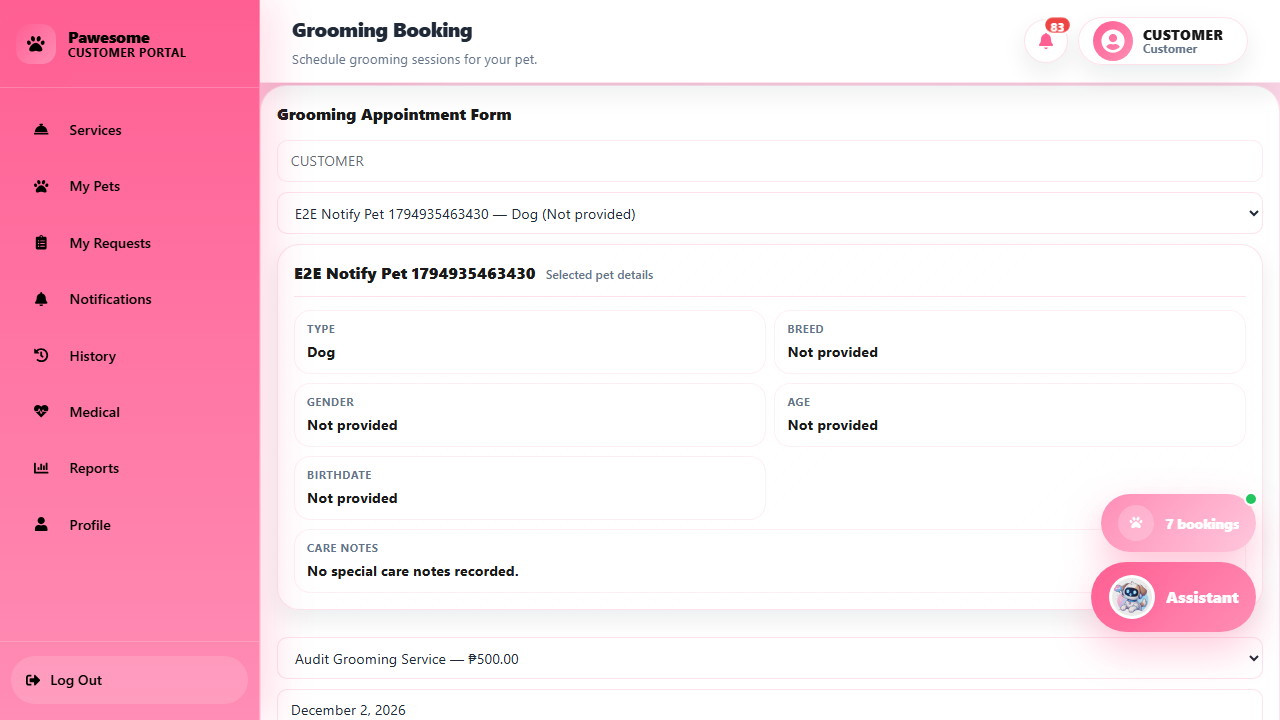 Pawesome
CUSTOMER PORTAL
Services
My Pets
My Requests
Notifications
History
Medical
Reports
Profile
Log Out
Grooming Booking
Schedule grooming sessions for your pet.
83
CUSTOMER
Customer
Grooming Appointment Form
CUSTOMER
E2E Notify Pet 1794935463430 — Dog (Not provided)
E2E Notify Pet 1794935463430 Selected pet details
TYPE
Dog
BREED
Not provided
GENDER
Not provided
AGE
Not provided
BIRTHDATE
Not provided
CARE NOTES
No special care notes recorded.
7 bookings
Assistant
Audit Grooming Service — ₱500.00
December 2, 2026